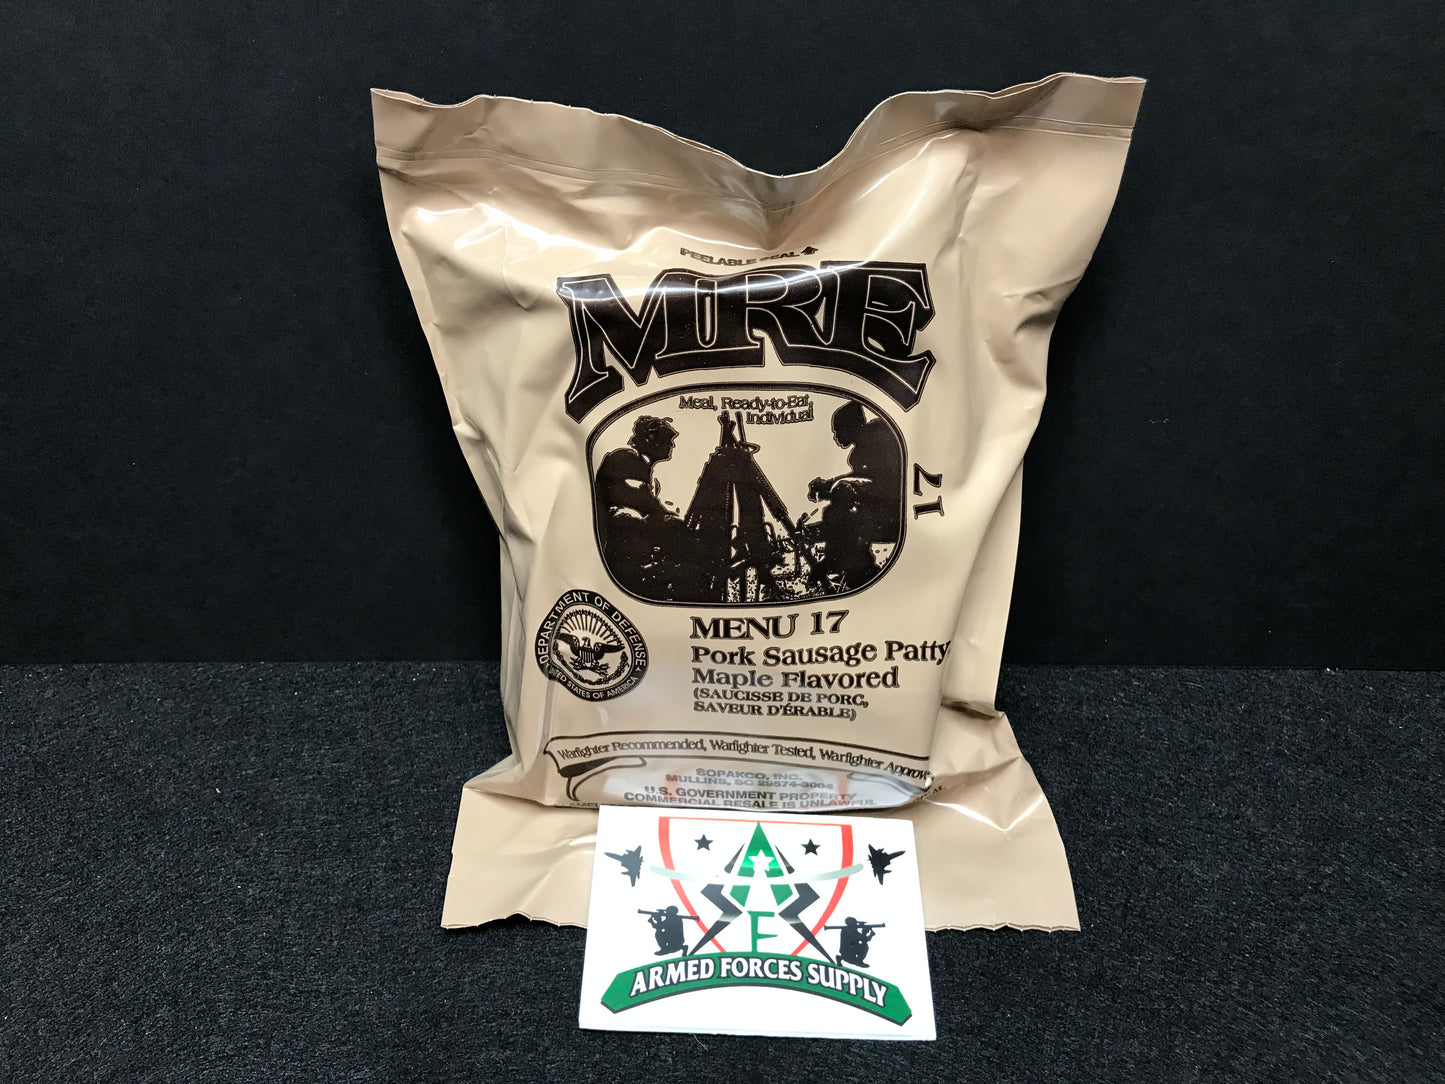 PEELABLE SEAL
MRE
Meal, Ready-to-Eat,
Individual
17
DEPARTMENT OF DEFENSE
UNITED STATES OF AMERICA
MENU 17
Pork Sausage Patty
Maple Flavored
(SAUCISSE DE PORC,
SAVEUR D'ÉRABLE)
Warfighter Recommended, Warfighter Tested, Warfighter Approv
SOPAKCO, INC.
MULLINS, SC 29574-3004
U.S. GOVERNMENT PROPERTY
COMMERCIAL RESALE IS UNLAWFUL
A
F
ARMED FORCES SUPPLY